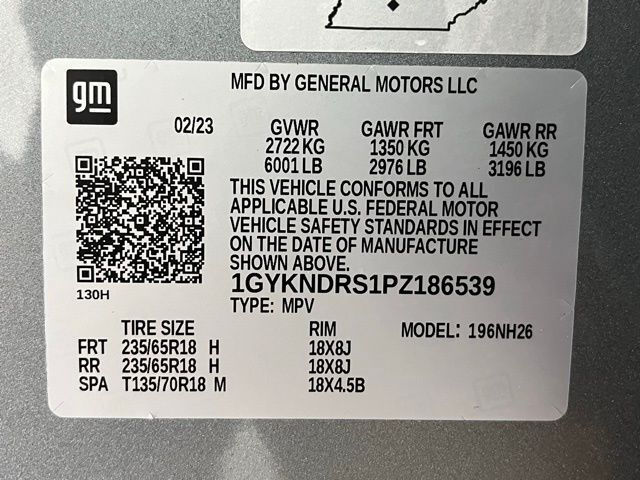 gm
MFD BY GENERAL MOTORS LLC
02/23 GVWR GAWR FRT GAWR RR
2722 KG 1350 KG 1450 KG
6001 LB 2976 LB 3196 LB
THIS VEHICLE CONFORMS TO ALL
APPLICABLE U.S. FEDERAL MOTOR
VEHICLE SAFETY STANDARDS IN EFFECT
ON THE DATE OF MANUFACTURE
SHOWN ABOVE.
130H
1GYKNDRS1PZ186539
TYPE: MPV
TIRE SIZE RIM MODEL: 196NH26
FRT 235/65R18 H 18X8J
RR 235/65R18 H 18X8J
SPA T135/70R18 M 18X4.5B